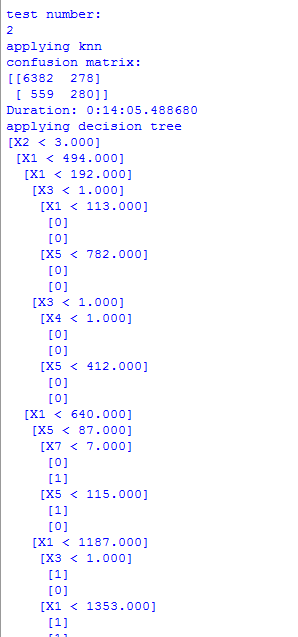 test number:
2
applying knn
confusion matrix:
[[6382  278]
 [ 559  280]]
Duration: 0:14:05.488680
applying decision tree
[X2 < 3.000]
 [X1 < 494.000]
  [X1 < 192.000]
   [X3 < 1.000]
    [X1 < 113.000]
     [0]
     [0]
    [X5 < 782.000]
     [0]
     [0]
   [X3 < 1.000]
    [X4 < 1.000]
     [0]
     [0]
    [X5 < 412.000]
     [0]
     [0]
  [X1 < 640.000]
   [X5 < 87.000]
    [X7 < 7.000]
     [0]
     [1]
    [X5 < 115.000]
     [1]
     [0]
   [X1 < 1187.000]
    [X3 < 1.000]
     [1]
     [0]
    [X1 < 1353.000]
     [1]